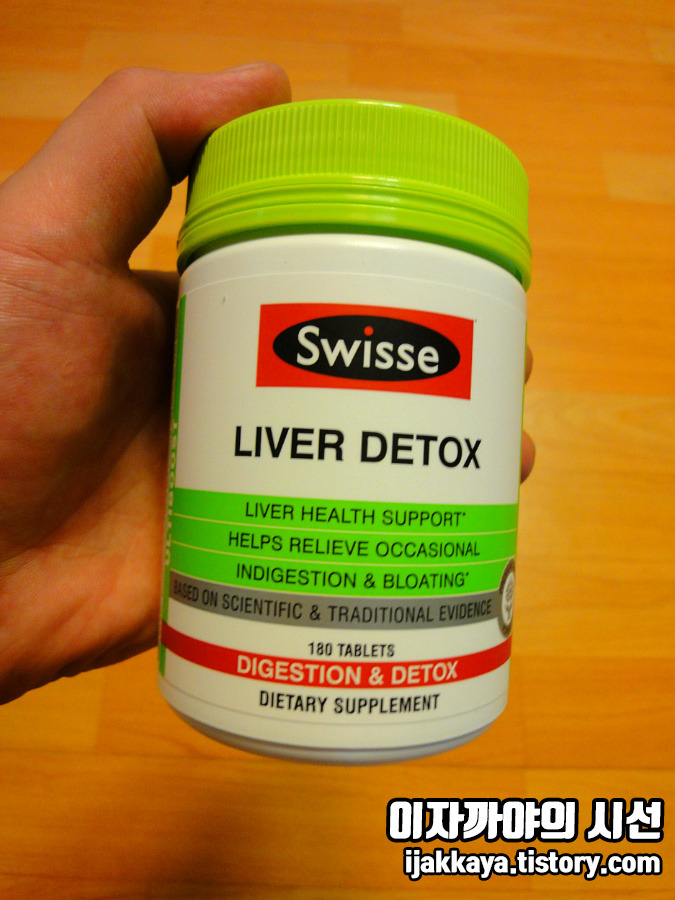 Swisse
LIVER DETOX
LIVER HEALTH SUPPORT*
HELPS RELIEVE OCCASIONAL
INDIGESTION & BLOATING*
BASED ON SCIENTIFIC & TRADITIONAL EVIDENCE
180 TABLETS
DIGESTION & DETOX
DIETARY SUPPLEMENT
ULTIBOOST
이자까야의 시선
ijakkaya.tistory.com